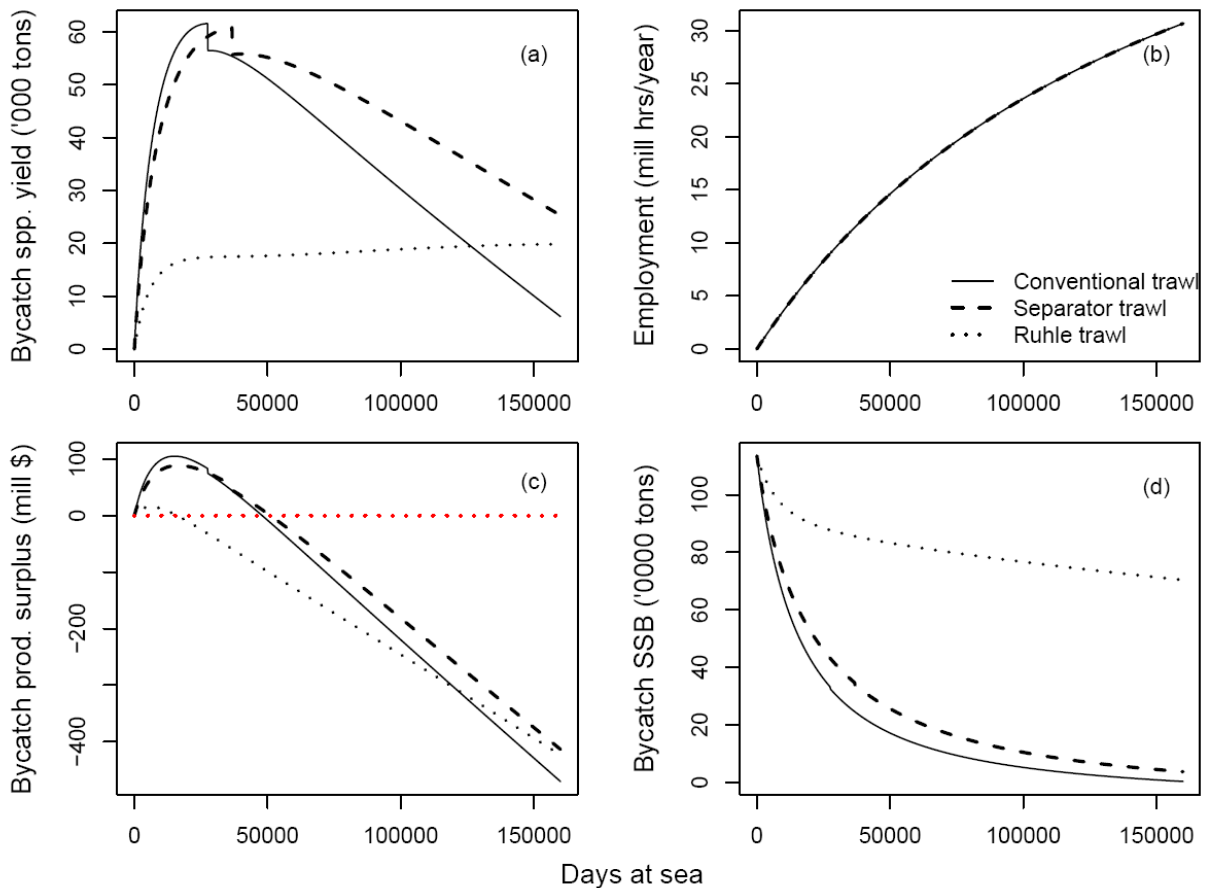 Bycatch spp. yield ('000 tons)
60
50
40
30
20
10
0
(a)
0 50000 100000 150000
Employment (mill hrs/year)
30
25
20
15
10
5
0
(b)
Conventional trawl
Separator trawl
Ruhle trawl
0 50000 100000 150000
Bycatch prod. surplus (mill $)
100
0
−200
−400
(c)
0 50000 100000 150000
Bycatch SSB ('0000 tons)
100
80
60
40
20
0
(d)
0 50000 100000 150000
Days at sea